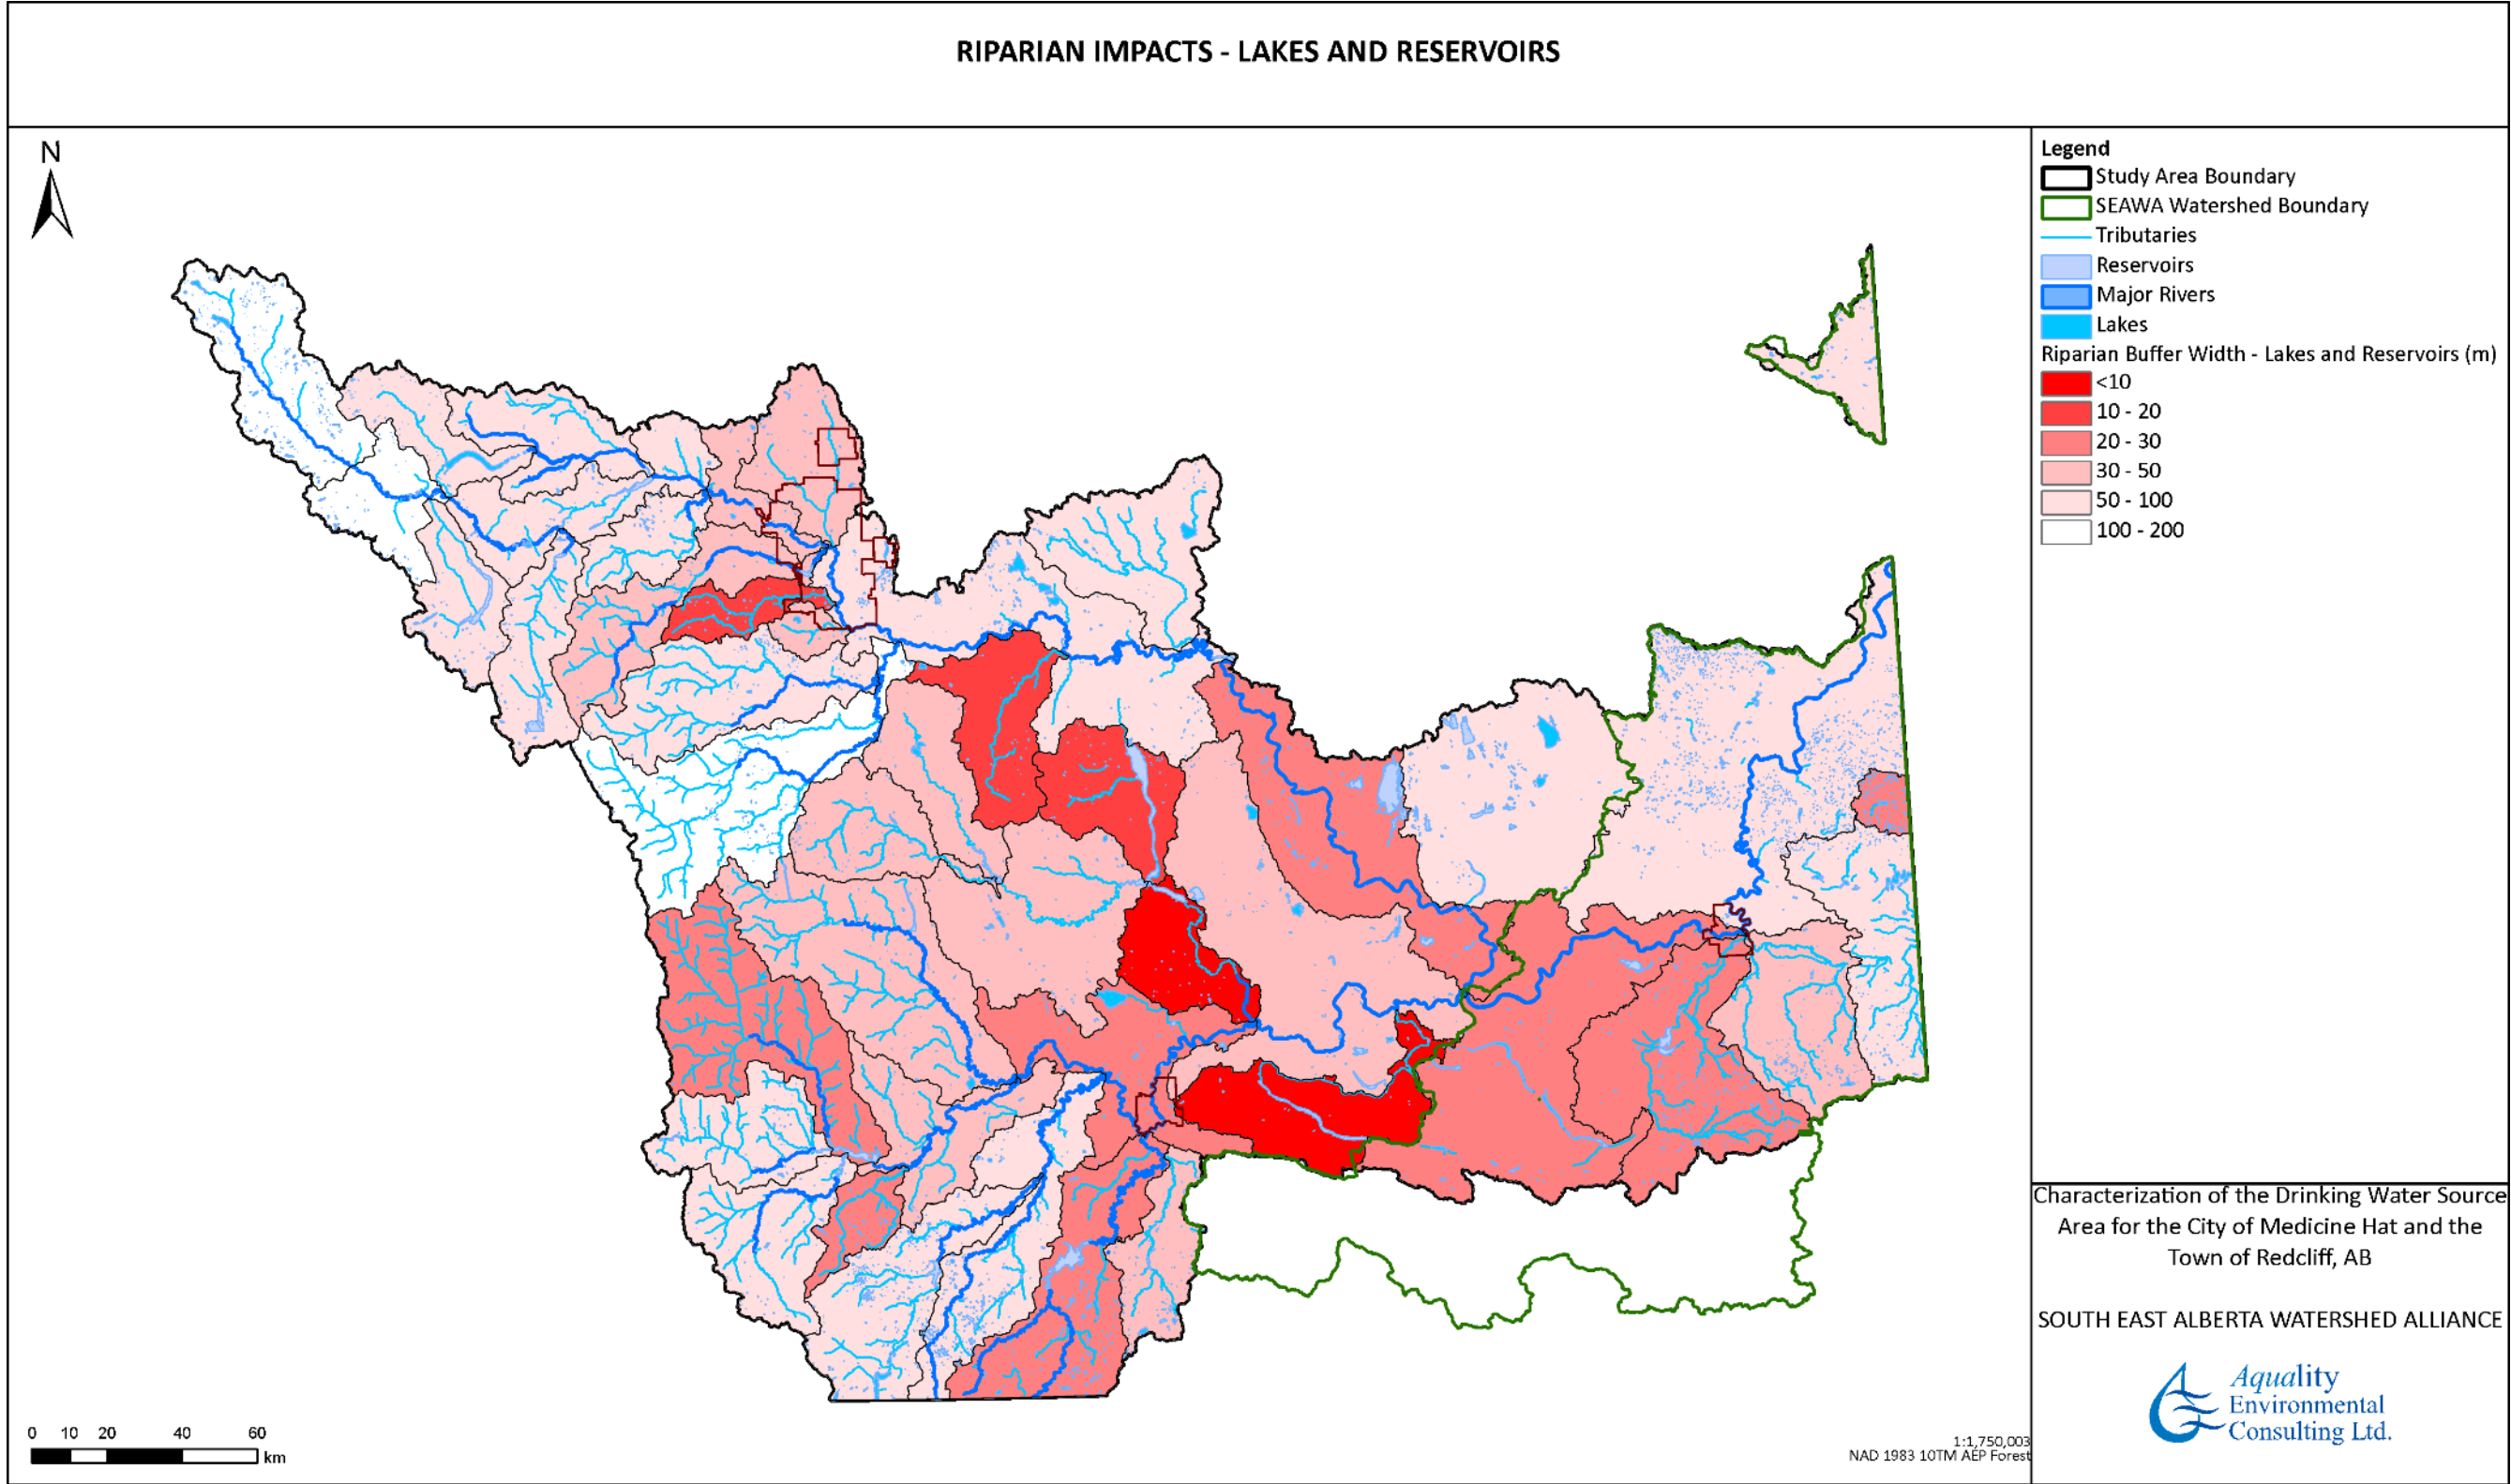 RIPARIAN IMPACTS - LAKES AND RESERVOIRS
N
Legend
Study Area Boundary
SEAWA Watershed Boundary
Tributaries
Reservoirs
Major Rivers
Lakes
Riparian Buffer Width - Lakes and Reservoirs (m)
<10
10 - 20
20 - 30
30 - 50
50 - 100
100 - 200
Characterization of the Drinking Water Source
Area for the City of Medicine Hat and the
Town of Redcliff, AB
SOUTH EAST ALBERTA WATERSHED ALLIANCE
Aquality
Environmental
Consulting Ltd.
0 10 20 40 60
km
1:1,750,003
NAD 1983 10TM AEP Forest